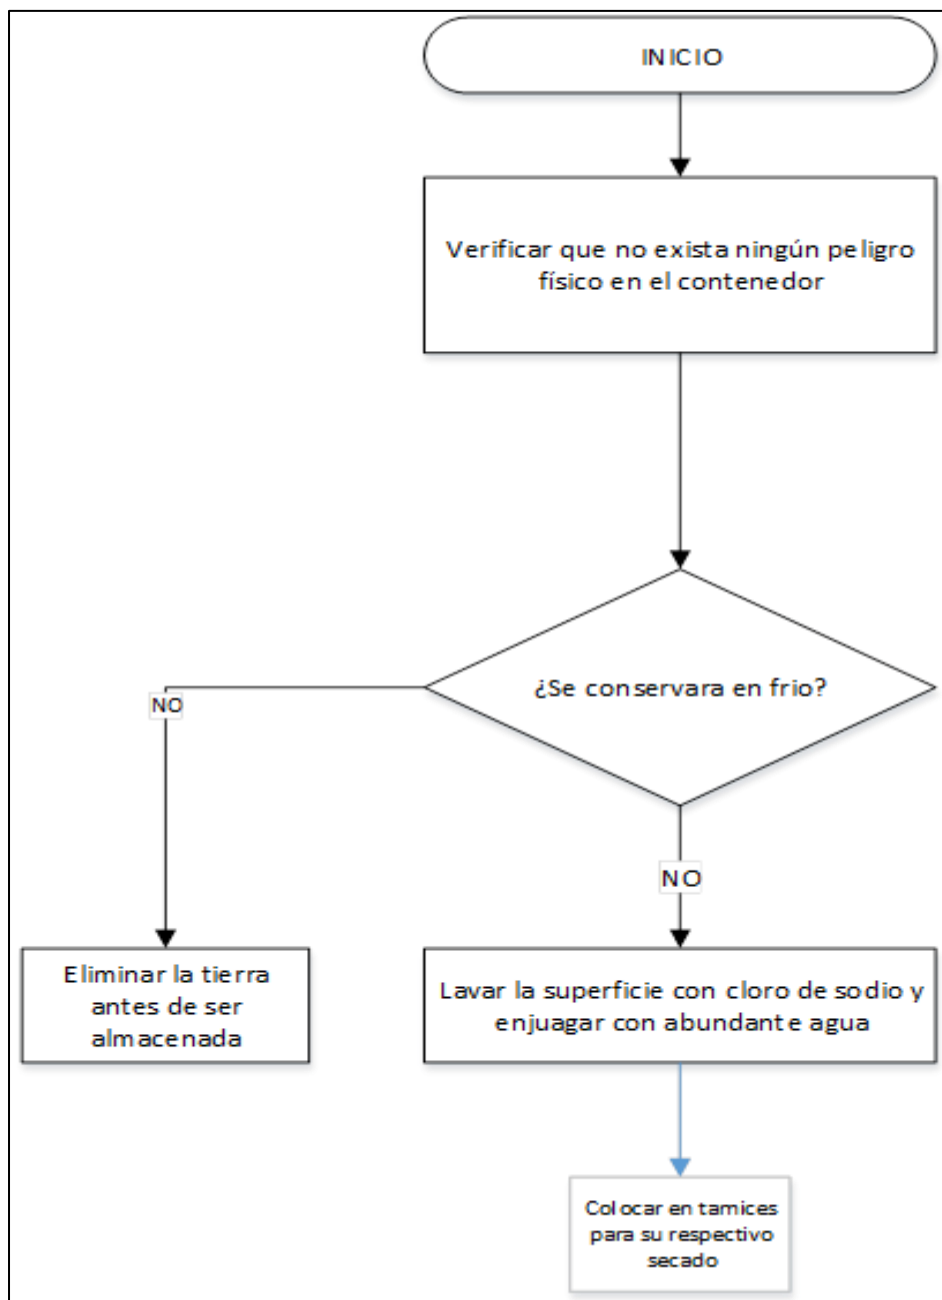 INICIO
Verificar que no exista ningún peligro
físico en el contenedor
¿Se conservara en frio?
NO
NO
Eliminar la tierra
antes de ser
almacenada
Lavar la superficie con cloro de sodio y
enjuagar con abundante agua
Colocar en tamices
para su respectivo
secado